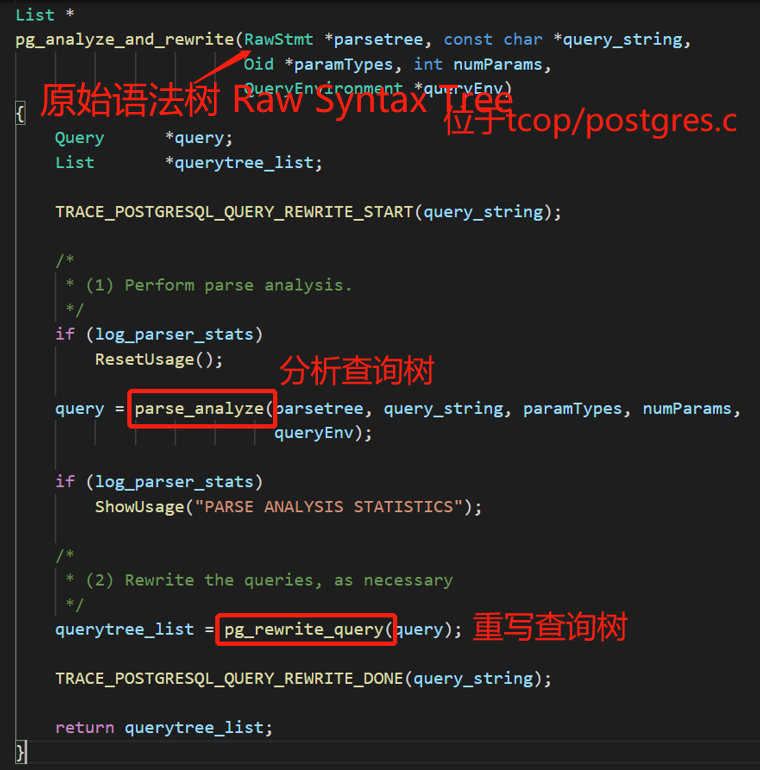 List *
pg_analyze_and_rewrite(RawStmt *parsetree, const char *query_string,
Oid *paramTypes, int numParams,
QueryEnvironment *queryEnv)
原始语法树 Raw Syntax Tree
位于tcop/postgres.c
{
Query *query;
List *querytree_list;
TRACE_POSTGRESQL_QUERY_REWRITE_START(query_string);
/*
* (1) Perform parse analysis.
*/
if (log_parser_stats)
ResetUsage();
分析查询树
query = parse_analyze(parsetree, query_string, paramTypes, numParams,
queryEnv);
if (log_parser_stats)
ShowUsage("PARSE ANALYSIS STATISTICS");
/*
* (2) Rewrite the queries, as necessary
*/
querytree_list = pg_rewrite_query(query); 重写查询树
TRACE_POSTGRESQL_QUERY_REWRITE_DONE(query_string);
return querytree_list;
}